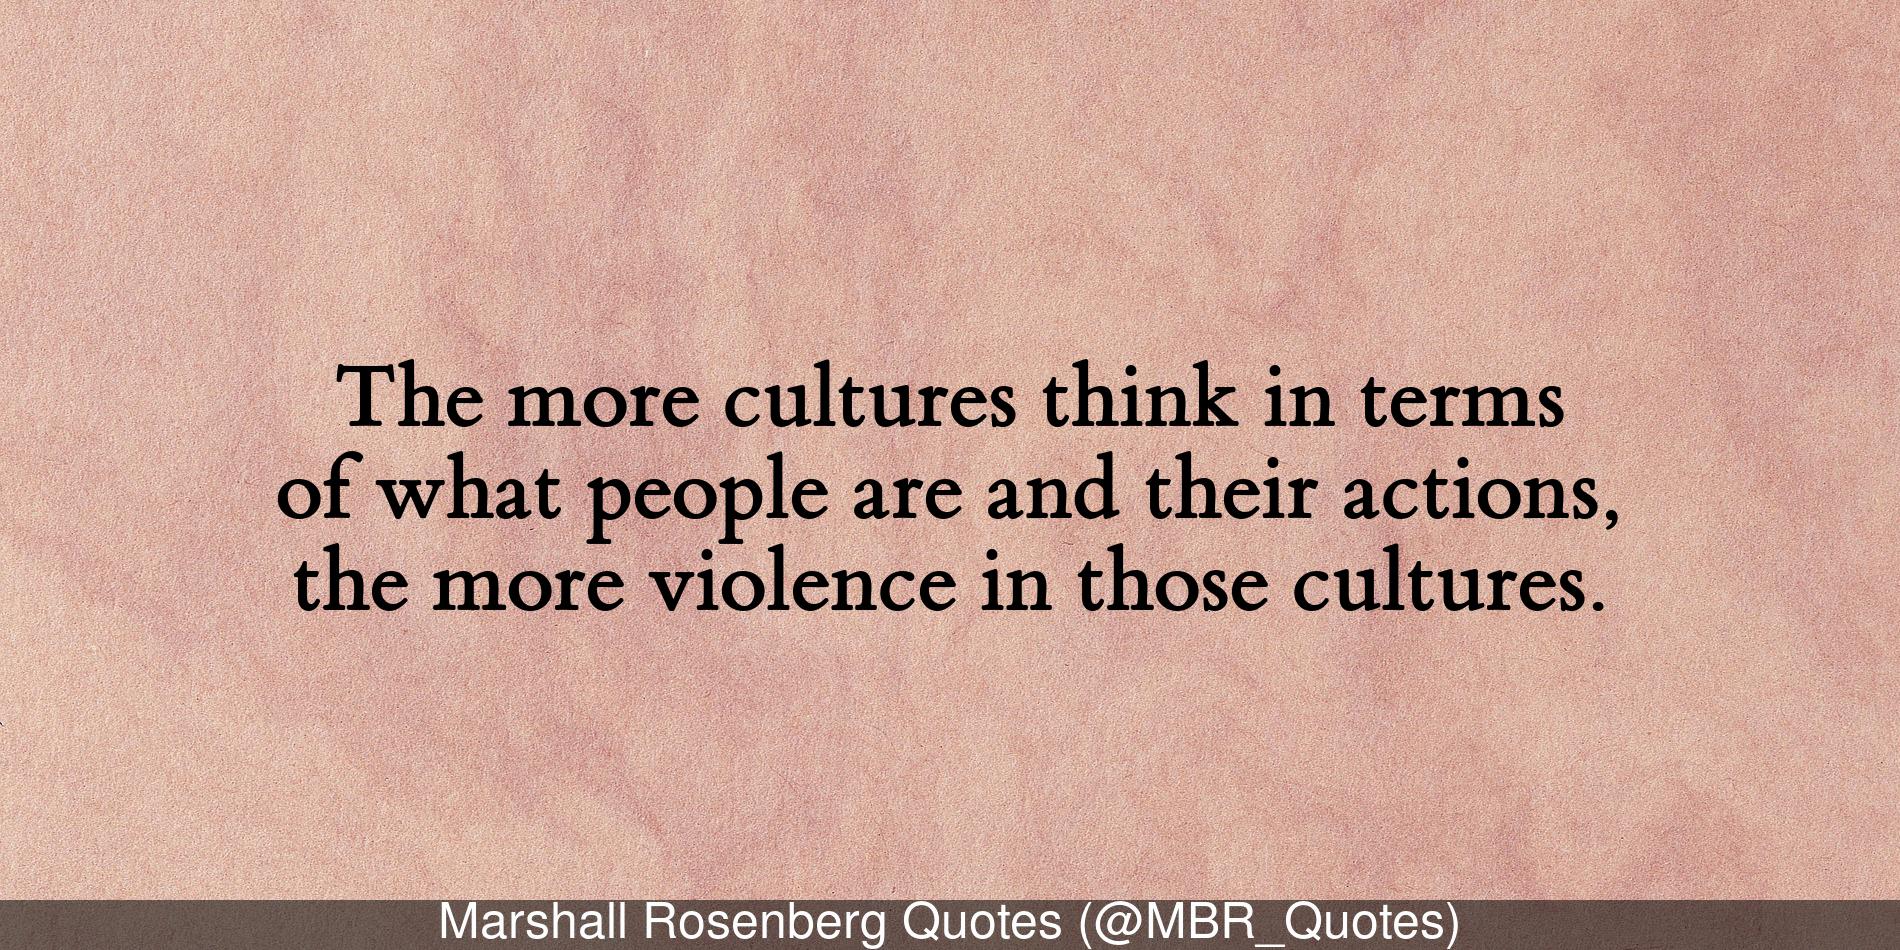 The more cultures think in terms
of what people are and their actions,
the more violence in those cultures.
Marshall Rosenberg Quotes (@MBR_Quotes)